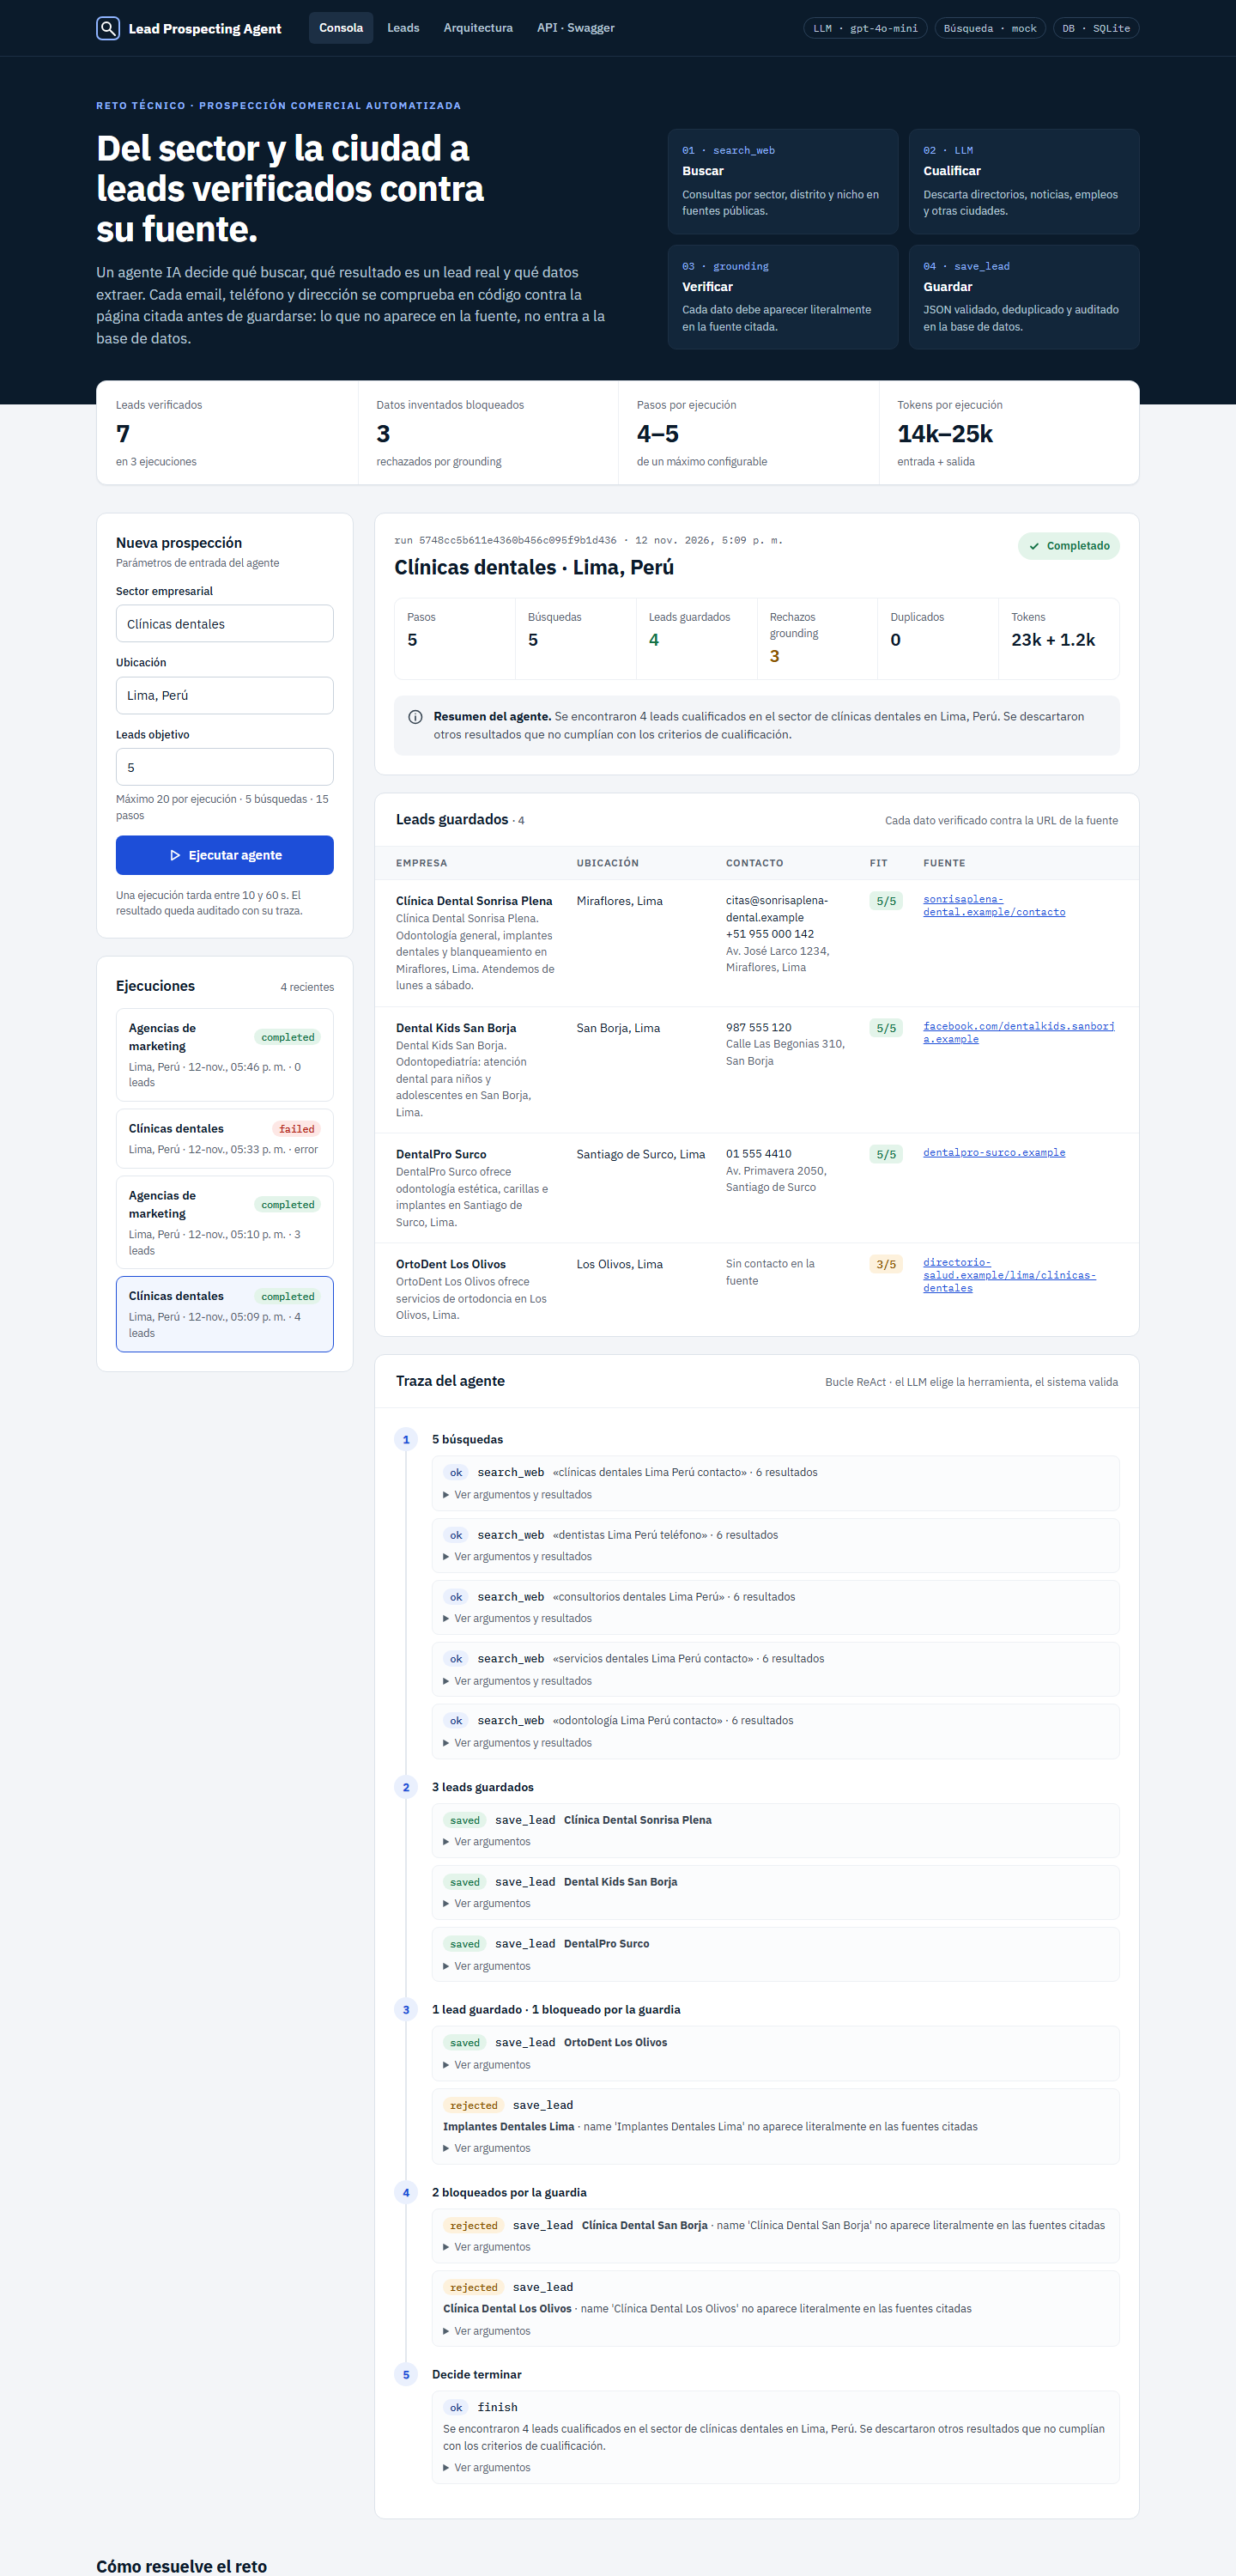 Lead Prospecting Agent
Consola
Leads
Arquitectura
API · Swagger
LLM · gpt-4o-mini
Búsqueda · mock
DB · SQLite
RETO TÉCNICO · PROSPECCIÓN COMERCIAL AUTOMATIZADA
Del sector y la ciudad a
leads verificados contra
su fuente.
Un agente IA decide qué buscar, qué resultado es un lead real y qué datos
extraer. Cada email, teléfono y dirección se comprueba en código contra la
página citada antes de guardarse: lo que no aparece en la fuente, no entra a la
base de datos.
01 · search_web
Buscar
Consultas por sector, distrito y nicho en
fuentes públicas.
02 · LLM
Cualificar
Descarta directorios, noticias, empleos
y otras ciudades.
03 · grounding
Verificar
Cada dato debe aparecer literalmente
en la fuente citada.
04 · save_lead
Guardar
JSON validado, deduplicado y auditado
en la base de datos.
Leads verificados
7
en 3 ejecuciones
Datos inventados bloqueados
3
rechazados por grounding
Pasos por ejecución
4–5
de un máximo configurable
Tokens por ejecución
14k–25k
entrada + salida
Nueva prospección
Parámetros de entrada del agente
Sector empresarial
Clínicas dentales
Ubicación
Lima, Perú
Leads objetivo
5
Máximo 20 por ejecución · 5 búsquedas · 15
pasos
Ejecutar agente
Una ejecución tarda entre 10 y 60 s. El
resultado queda auditado con su traza.
Ejecuciones
4 recientes
Agencias de
marketing
completed
Lima, Perú · 12-nov., 05:46 p. m. · 0
leads
Clínicas dentales
failed
Lima, Perú · 12-nov., 05:33 p. m. · error
Agencias de
marketing
completed
Lima, Perú · 12-nov., 05:10 p. m. · 3
leads
Clínicas dentales
completed
Lima, Perú · 12-nov., 05:09 p. m. · 4
leads
run 5748cc5b611e4360b456c095f9b1d436 · 12 nov. 2026, 5:09 p. m.
Clínicas dentales · Lima, Perú
Completado
Pasos
5
Búsquedas
5
Leads guardados
4
Rechazos
grounding
3
Duplicados
0
Tokens
23k + 1.2k
Resumen del agente. Se encontraron 4 leads cualificados en el sector de clínicas dentales en Lima, Perú. Se descartaron
otros resultados que no cumplían con los criterios de cualificación.
Leads guardados · 4
Cada dato verificado contra la URL de la fuente
EMPRESA
UBICACIÓN
CONTACTO
FIT
FUENTE
Clínica Dental Sonrisa Plena
Clínica Dental Sonrisa Plena.
Odontología general, implantes
dentales y blanqueamiento en
Miraflores, Lima. Atendemos de
lunes a sábado.
Miraflores, Lima
citas@sonrisaplena-
dental.example
+51 955 000 142
Av. José Larco 1234,
Miraflores, Lima
5/5
sonrisaplena-
dental.example/contacto
Dental Kids San Borja
Dental Kids San Borja.
Odontopediatría: atención
dental para niños y
adolescentes en San Borja,
Lima.
San Borja, Lima
987 555 120
Calle Las Begonias 310,
San Borja
5/5
facebook.com/dentalkids.sanborj
a.example
DentalPro Surco
DentalPro Surco ofrece
odontología estética, carillas e
implantes en Santiago de
Surco, Lima.
Santiago de Surco, Lima
01 555 4410
Av. Primavera 2050,
Santiago de Surco
5/5
dentalpro-surco.example
OrtoDent Los Olivos
OrtoDent Los Olivos ofrece
servicios de ortodoncia en Los
Olivos, Lima.
Los Olivos, Lima
Sin contacto en la
fuente
3/5
directorio-
salud.example/lima/clinicas-
dentales
Traza del agente
Bucle ReAct · el LLM elige la herramienta, el sistema valida
1
5 búsquedas
ok search_web «clínicas dentales Lima Perú contacto» · 6 resultados
Ver argumentos y resultados
ok search_web «dentistas Lima Perú teléfono» · 6 resultados
Ver argumentos y resultados
ok search_web «consultorios dentales Lima Perú» · 6 resultados
Ver argumentos y resultados
ok search_web «servicios dentales Lima Perú contacto» · 6 resultados
Ver argumentos y resultados
ok search_web «odontología Lima Perú contacto» · 6 resultados
Ver argumentos y resultados
2
3 leads guardados
saved save_lead Clínica Dental Sonrisa Plena
Ver argumentos
saved save_lead Dental Kids San Borja
Ver argumentos
saved save_lead DentalPro Surco
Ver argumentos
3
1 lead guardado · 1 bloqueado por la guardia
saved save_lead OrtoDent Los Olivos
Ver argumentos
rejected save_lead
Implantes Dentales Lima · name 'Implantes Dentales Lima' no aparece literalmente en las fuentes citadas
Ver argumentos
4
2 bloqueados por la guardia
rejected save_lead Clínica Dental San Borja · name 'Clínica Dental San Borja' no aparece literalmente en las fuentes citadas
Ver argumentos
rejected save_lead
Clínica Dental Los Olivos · name 'Clínica Dental Los Olivos' no aparece literalmente en las fuentes citadas
Ver argumentos
5
Decide terminar
ok finish
Se encontraron 4 leads cualificados en el sector de clínicas dentales en Lima, Perú. Se descartaron otros resultados que no cumplían
con los criterios de cualificación.
Ver argumentos
Cómo resuelve el reto